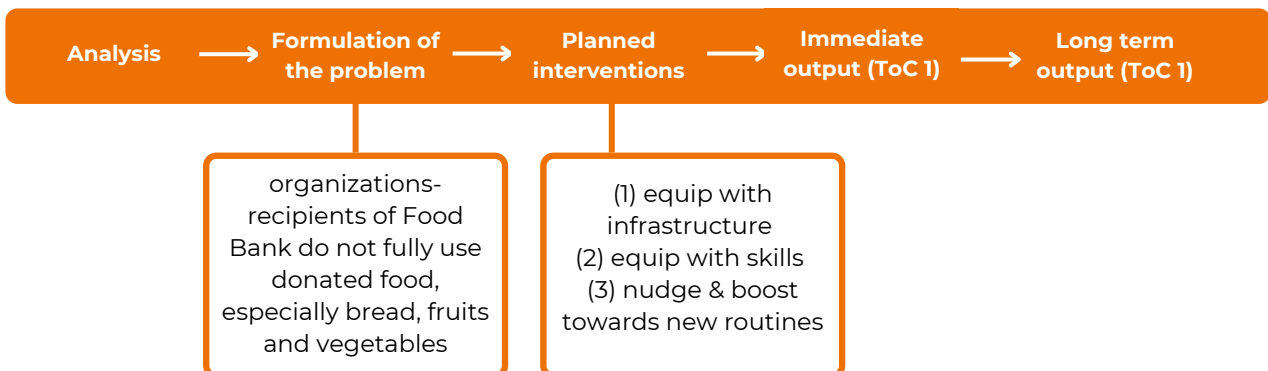 Analysis
Formulation of
the problem
Planned
interventions
Immediate
output (ToC 1)
Long term
output (ToC 1)
organizations-
recipients of Food
Bank do not fully use
donated food,
especially bread, fruits
and vegetables
(1) equip with
infrastructure
(2) equip with skills
(3) nudge & boost
towards new routines